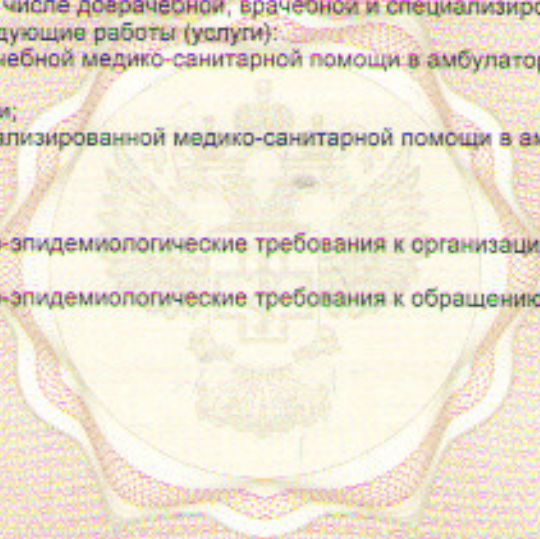 числе доврачебной, врачебной и специализиро
дующие работы (услуги):
чебной медико-санитарной помощи в амбулатор
и;
ализированной медико-санитарной помощи в ам
о-эпидемиологические требования к организаци
о-эпидемиологические требования к обращению